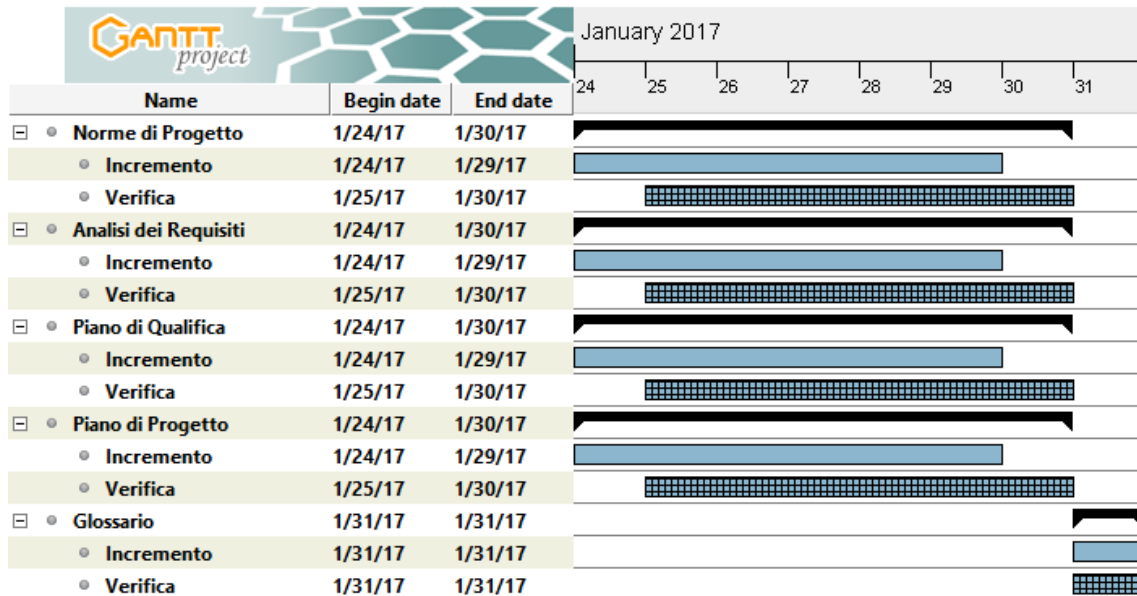 GANTT project
January 2017
24 25 26 27 28 29 30 31
Name Begin date End date
Norme di Progetto 1/24/17 1/30/17
Incremento 1/24/17 1/29/17
Verifica 1/25/17 1/30/17
Analisi dei Requisiti 1/24/17 1/30/17
Incremento 1/24/17 1/29/17
Verifica 1/25/17 1/30/17
Piano di Qualifica 1/24/17 1/30/17
Incremento 1/24/17 1/29/17
Verifica 1/25/17 1/30/17
Piano di Progetto 1/24/17 1/30/17
Incremento 1/24/17 1/29/17
Verifica 1/25/17 1/30/17
Glossario 1/31/17 1/31/17
Incremento 1/31/17 1/31/17
Verifica 1/31/17 1/31/17